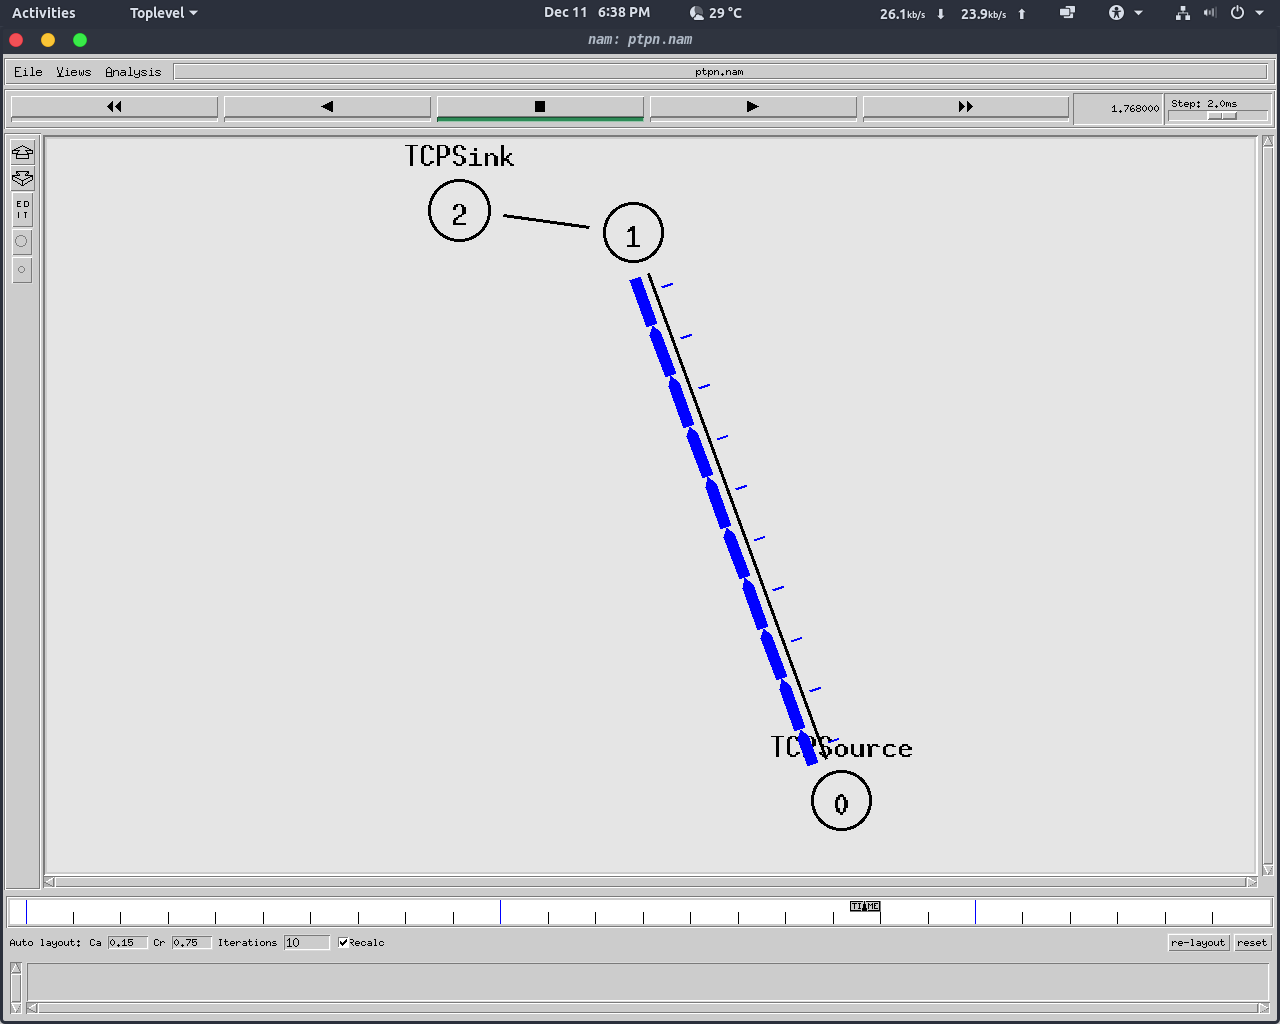 Activities
Toplevel
Dec 11 6:38 PM
29 °C
26.1kb/s
23.9kb/s
nam: ptpn.nam
File Views Analysis
ptpn.nam
1.768000
Step: 2.0ms
ED
IT
TCPSink
2
1
TCPSource
0
TIME
Auto layout: Ca 0.15 Cr 0.75 Iterations 10 Recalc
re-layout reset